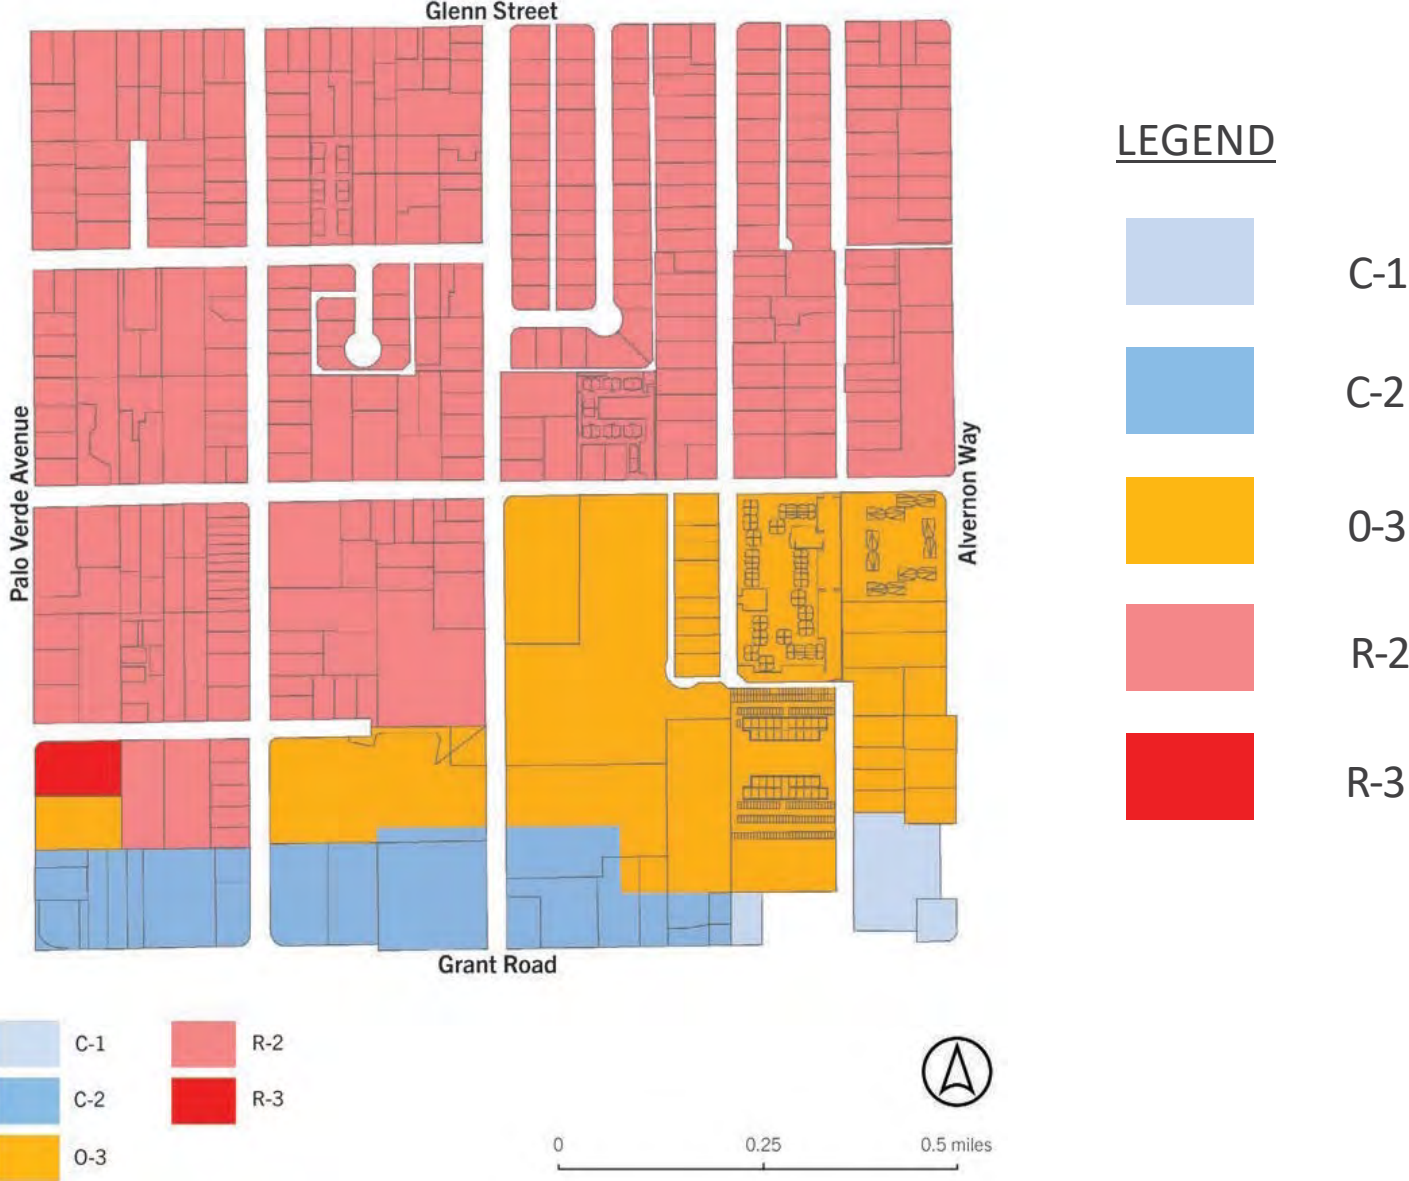 Glenn Street
LEGEND
C-1
C-2
0-3
R-2
R-3
Palo Verde Avenue
Alvernon Way
Grant Road
C-1
R-2
C-2
R-3
O-3
0
0.25
0.5 miles